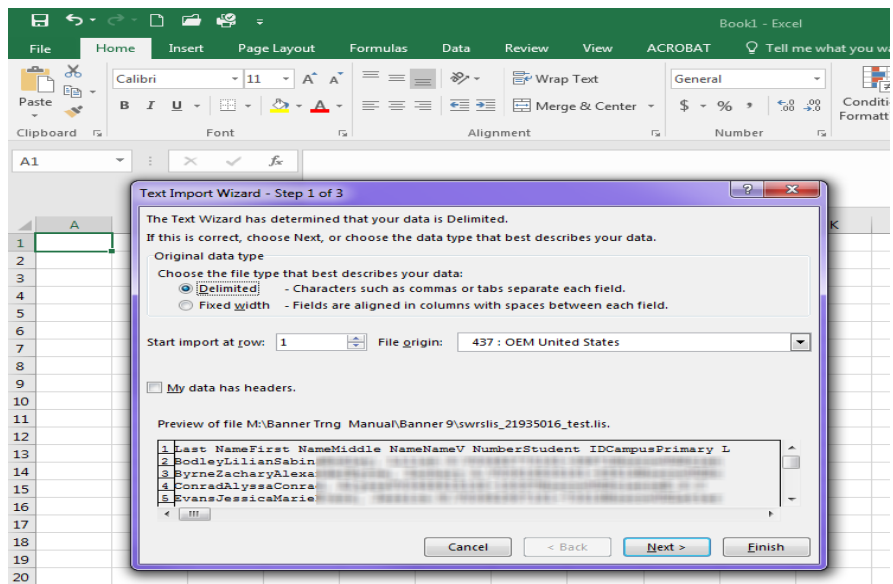 Book1 - Excel
File Home Insert Page Layout Formulas Data Review View ACROBAT Tell me what you wa
Calibri 11 A A Wrap Text General
Paste B I U A Merge & Center $ % , .00 Conditi
Formatt
Clipboard Font Alignment Number
A1 fx
Text Import Wizard - Step 1 of 3
The Text Wizard has determined that your data is Delimited.
If this is correct, choose Next, or choose the data type that best describes your data.
Original data type
Choose the file type that best describes your data:
Delimited - Characters such as commas or tabs separate each field.
Fixed width - Fields are aligned in columns with spaces between each field.
Start import at row: 1 File origin: 437 : OEM United States
My data has headers.
Preview of file M:\Banner Trng Manual\Banner 9\swrslis_21935016_test.lis.
1 Last NameFirst NameMiddle NameNameV NumberStudent IDCampusPrimary L
2 BodleyLilianSabin
3 ByrneZacharyAlexa
4 ConradAlyssaConra
5 EvansJessicaMarie
Cancel < Back Next > Finish
A K
1
2
3
4
5
6
7
8
9
10
11
12
13
14
15
16
17
18
19
20